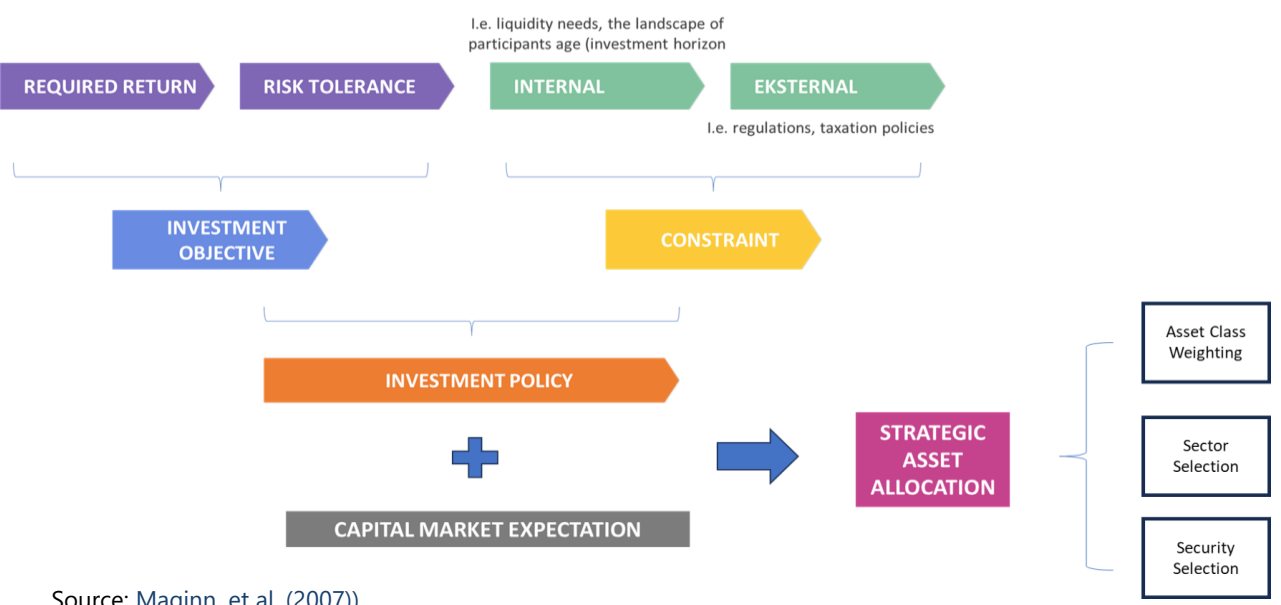 I.e. liquidity needs, the landscape of
participants age (investment horizon
REQUIRED RETURN
RISK TOLERANCE
INTERNAL
EKSTERNAL
I.e. regulations, taxation policies
INVESTMENT
OBJECTIVE
CONSTRAINT
INVESTMENT POLICY
CAPITAL MARKET EXPECTATION
STRATEGIC
ASSET
ALLOCATION
Asset Class
Weighting
Sector
Selection
Security
Selection
Source: Maginn, et al. (2007))